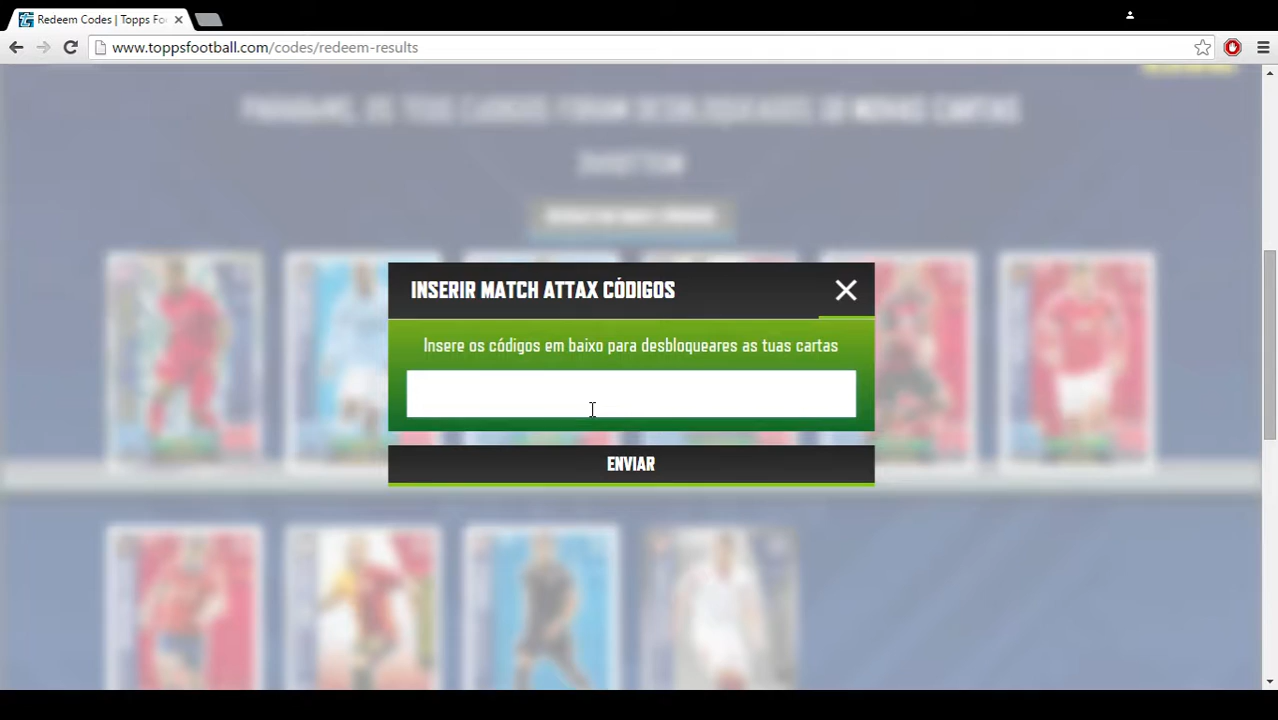 Redeem Codes | Topps Fo
www.toppsfootball.com/codes/redeem-results
INSERIR MATCH ATTAX CÓDIGOS
Insere os códigos em baixo para desbloqueares as tuas cartas
ENVIAR